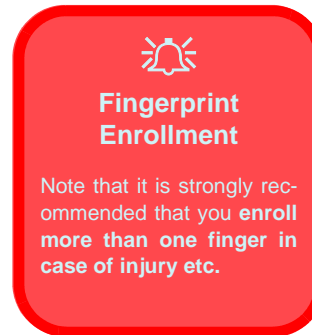 Fingerprint
Enrollment
Note that it is strongly rec-
ommended that you enroll
more than one finger in
case of injury etc.